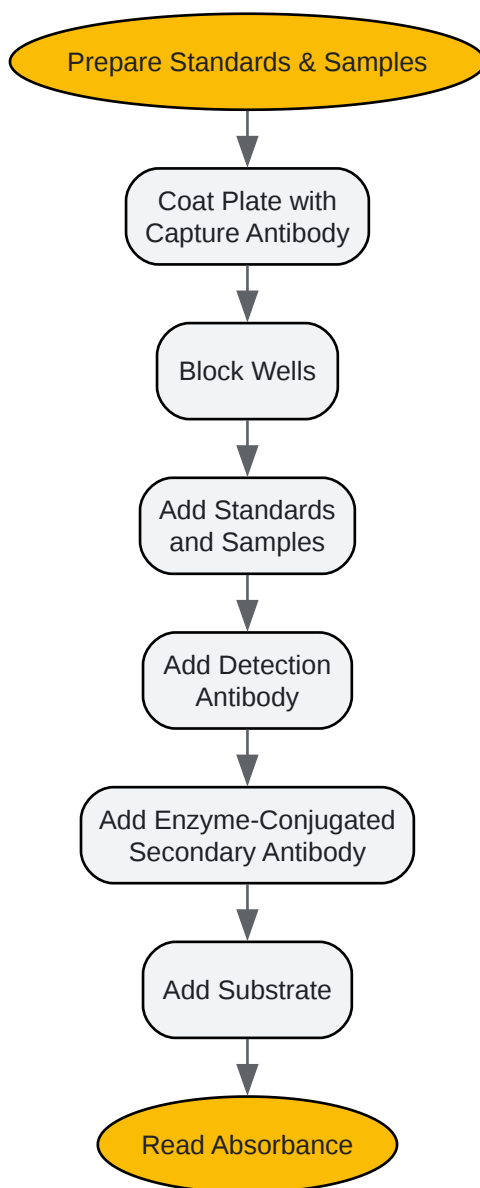 Prepare Standards & Samples
Coat Plate with
Capture Antibody
Block Wells
Add Standards
and Samples
Add Detection
Antibody
Add Enzyme-Conjugated
Secondary Antibody
Add Substrate
Read Absorbance